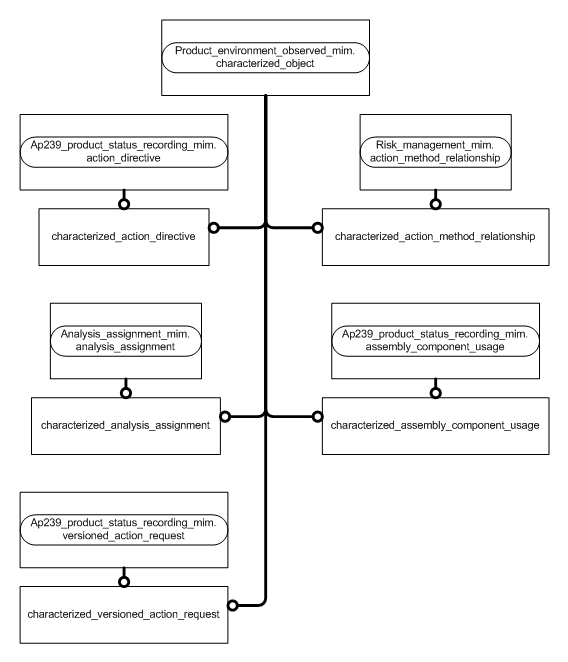 Product_environment_observed_mim.
characterized_object
Ap239_product_status_recording_mim.
action_directive
Risk_management_mim.
action_method_relationship
characterized_action_directive
characterized_action_method_relationship
Analysis_assignment_mim.
analysis_assignment
Ap239_product_status_recording_mim.
assembly_component_usage
characterized_analysis_assignment
characterized_assembly_component_usage
Ap239_product_status_recording_mim.
versioned_action_request
characterized_versioned_action_request